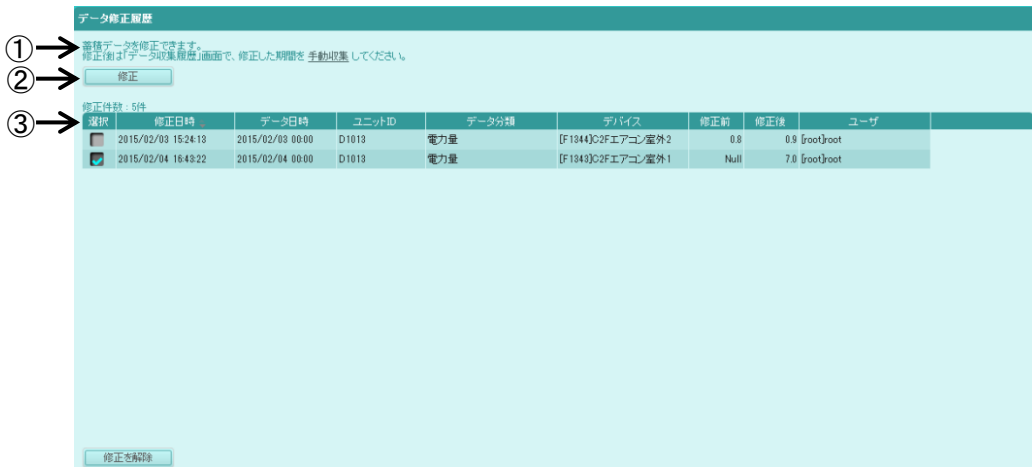 データ修正履歴
① 蓄積データを修正できます。
修正後は「データ収集履歴」画面で、修正した期間を 手動収集 してください。
② 修正
修正件数 : 5件
③ 選択 修正日時 データ日時 ユニットID データ分類 デバイス 修正前 修正後 ユーザ
2015/02/03 15:24:13 2015/02/03 00:00 D1013 電力量 [F1344]C2Fエアコン室外2 0.8 0.9 [root]root
2015/02/04 16:43:22 2015/02/04 00:00 D1013 電力量 [F1343]C2Fエアコン室外1 Null 7.0 [root]root
修正を解除